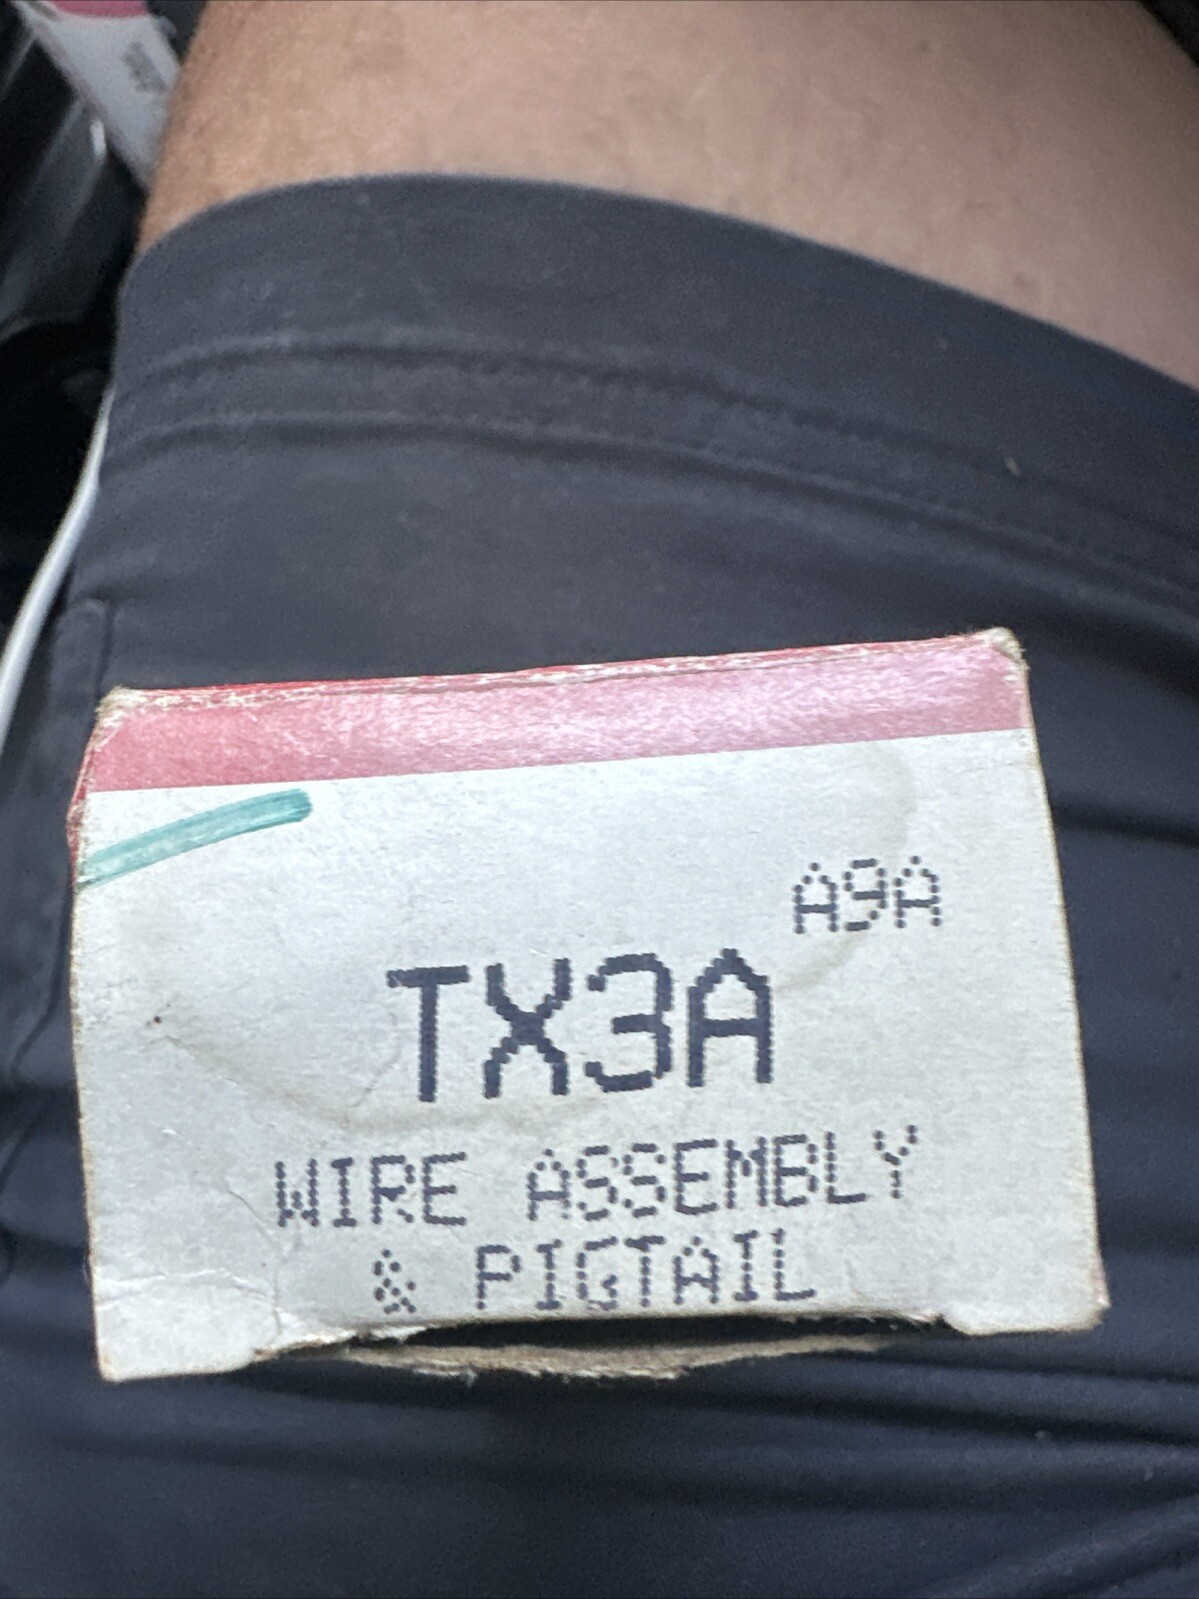 A9A
TX3A
WIRE ASSEMBLY
& PIGTAIL